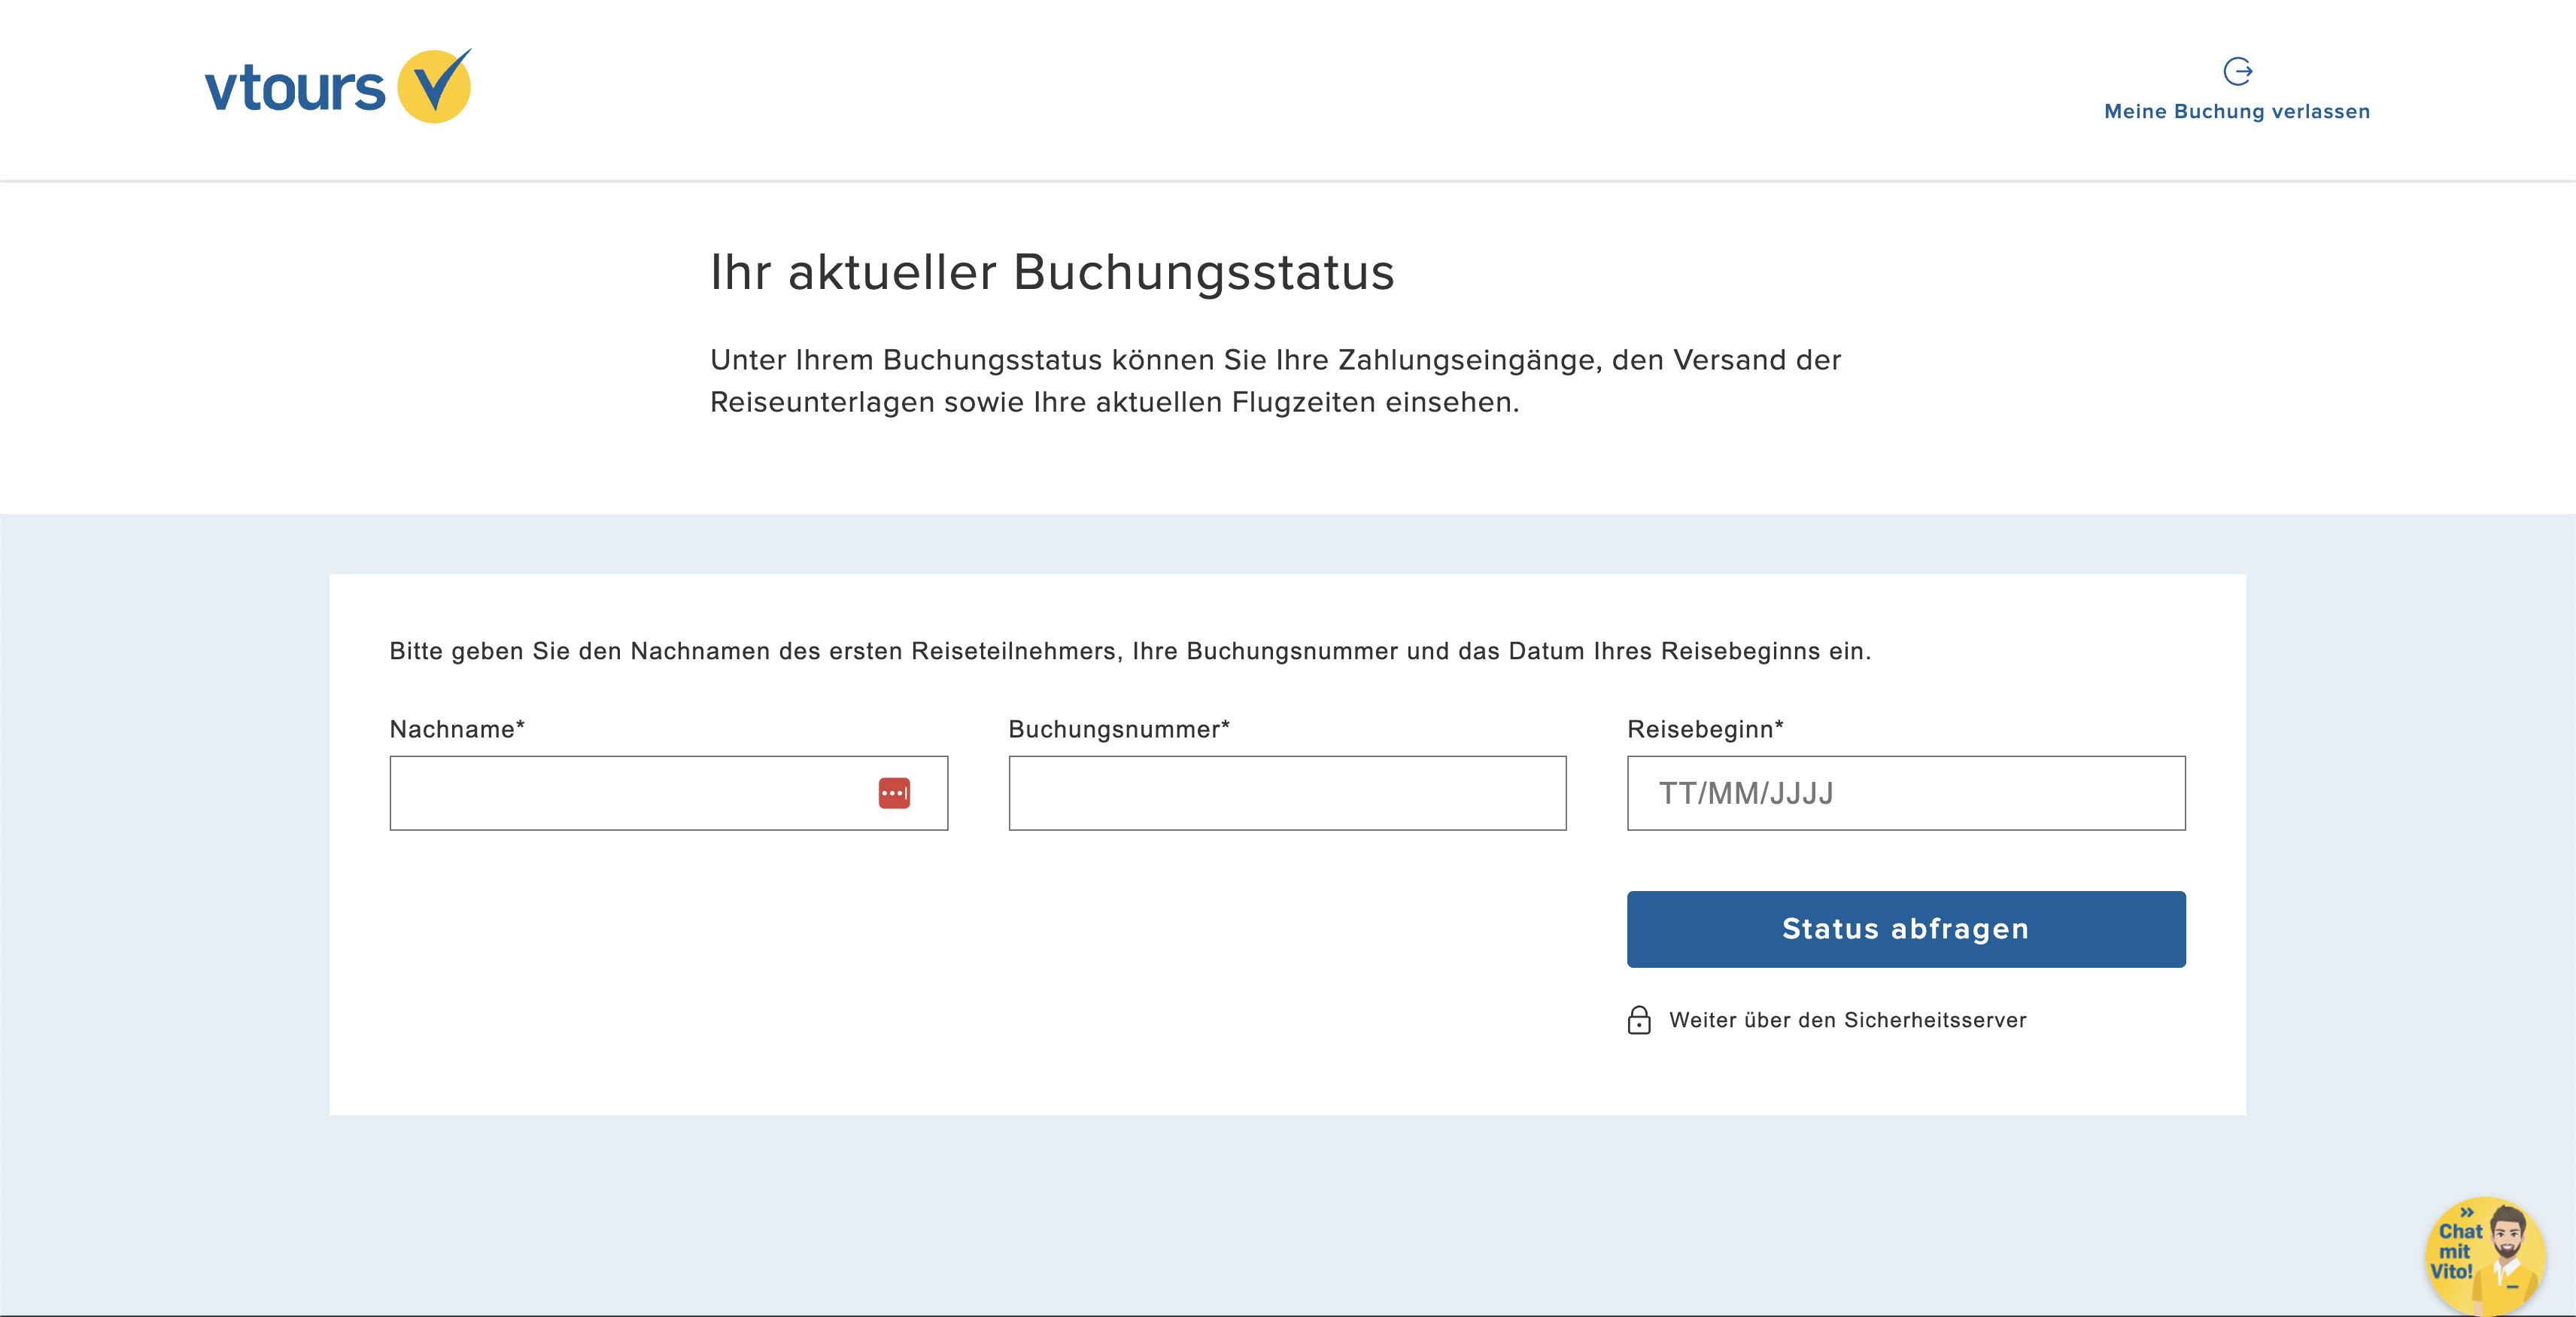 vtours
Meine Buchung verlassen
Ihr aktueller Buchungsstatus
Unter Ihrem Buchungsstatus können Sie Ihre Zahlungseingänge, den Versand der
Reiseunterlagen sowie Ihre aktuellen Flugzeiten einsehen.
Bitte geben Sie den Nachnamen des ersten Reiseteilnehmers, Ihre Buchungsnummer und das Datum Ihres Reisebeginns ein.
Nachname*
Buchungsnummer*
Reisebeginn*
TT/MM/JJJJ
Status abfragen
Weiter über den Sicherheitsserver
»
Chat
mit
Vito!